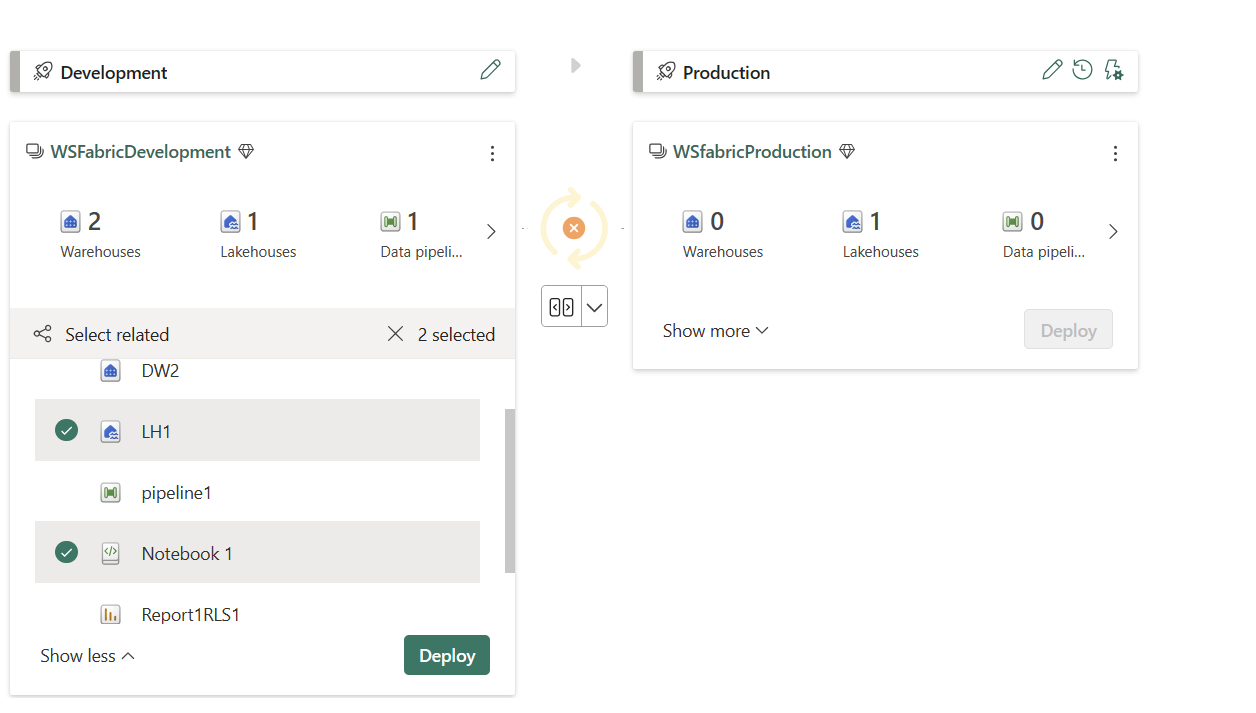 Development
Production
WSFabricDevelopment
2
Warehouses
1
Lakehouses
1
Data pipeli...
Select related
2 selected
DW2
LH1
pipeline1
Notebook 1
Report1RLS1
Show less
Deploy
WSfabricProduction
0
Warehouses
1
Lakehouses
0
Data pipeli...
Show more
Deploy